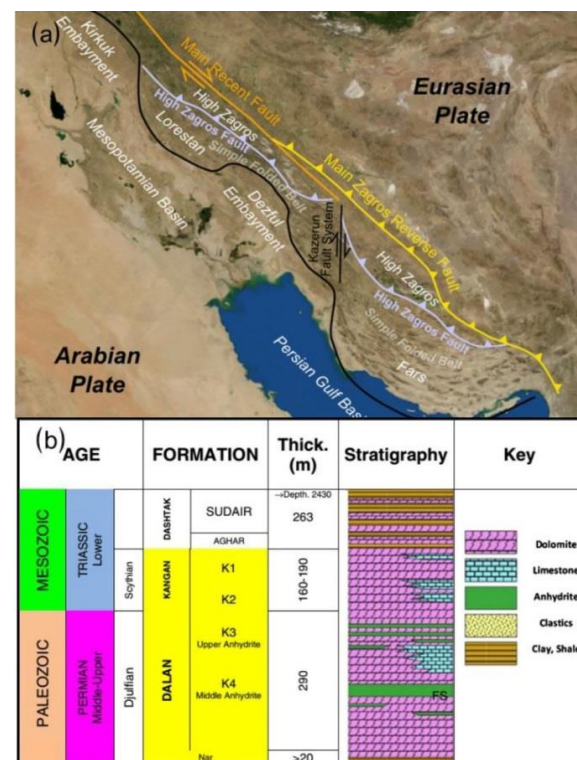 (a)
Kirkuk
Embayment
Main Recent Fault
Eurasian
Plate
High Zagros
High Zagros Fault
Lorestan
Simple Folded Belt
Mesopotamian Basin
Dezful
Embayment
Main Zagros Reverse Fault
Kazerun
Fault System
High Zagros
High Zagros Fault
Simple Folded Belt
Fars
Arabian
Plate
Persian Gulf Bas
(b)
AGE
FORMATION
Thick.
(m)
Stratigraphy
Key
MESOZOIC
TRIASSIC
Lower
Scythian
DASHTAK
SUDAIR
AGHAR
→Depth. 2430
263
KANGAN
K1
K2
160-190
PALEOZOIC
PERMIAN
Middle-Upper
Djulfian
DALAN
K3
Upper Anhydrite
K4
Middle Anhydrite
290
Nar
>20
FS
Dolomite
Limestone
Anhydrite
Clastics
Clay, Shale